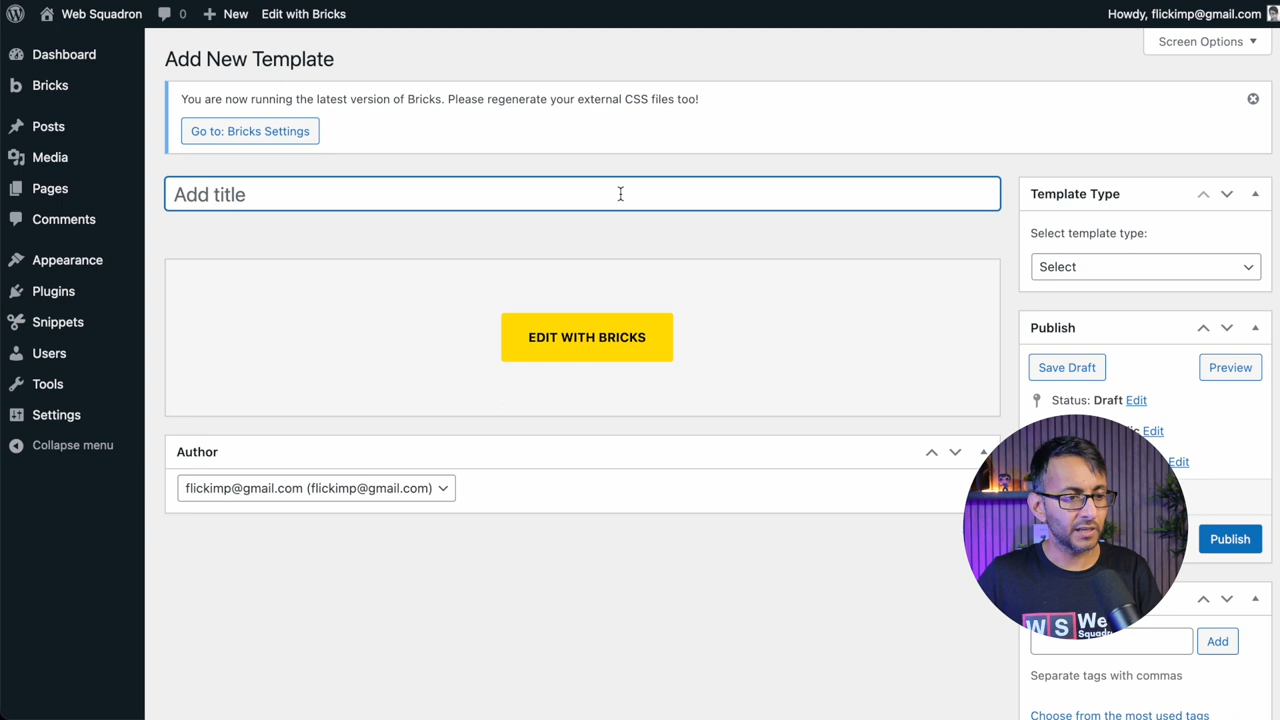 Web Squadron
0
New
Edit with Bricks
Howdy, flickimp@gmail.com
Screen Options
Dashboard
Bricks
Posts
Media
Pages
Comments
Appearance
Plugins
Snippets
Users
Tools
Settings
Collapse menu
Add New Template
You are now running the latest version of Bricks. Please regenerate your external CSS files too!
Go to: Bricks Settings
Add title
EDIT WITH BRICKS
Author
flickimp@gmail.com (flickimp@gmail.com)
Template Type
Select template type:
Select
Publish
Save Draft
Preview
Status: Draft Edit
Edit
Edit
Publish
W S We
Squad
Add
Separate tags with commas
Choose from the most used tags